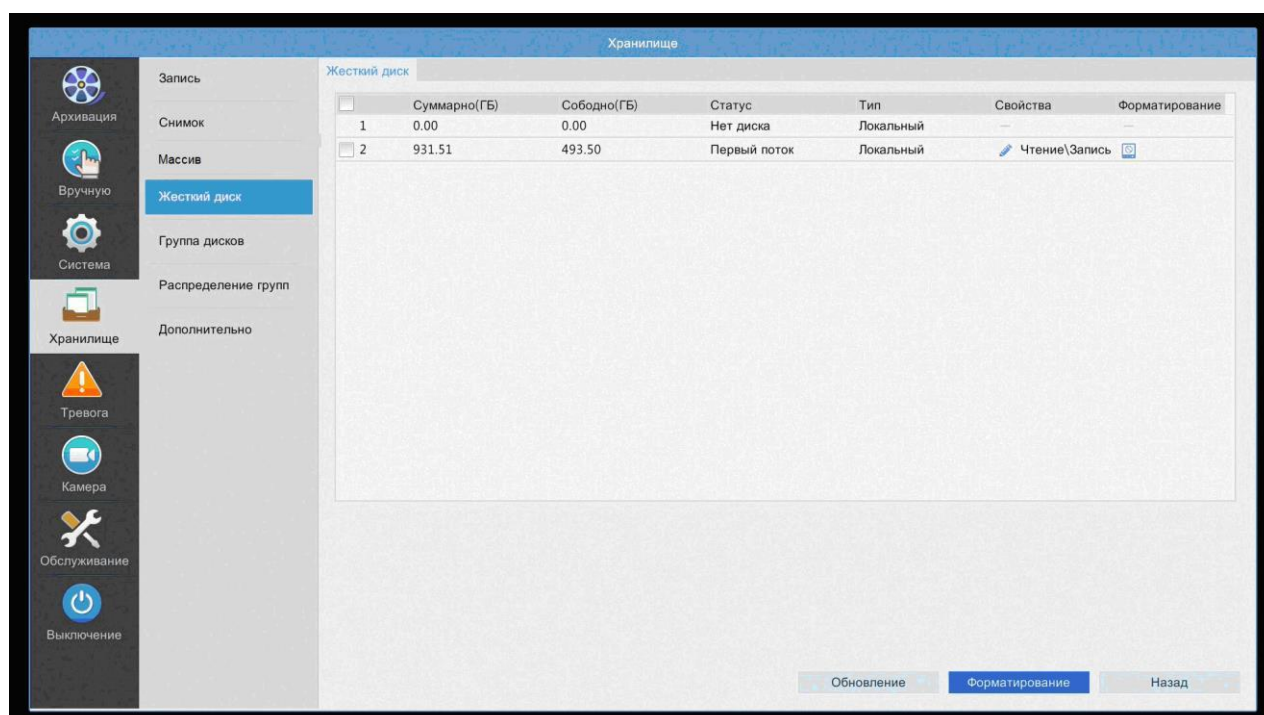 Хранилище
Архивация
Вручную
Система
Хранилище
Тревога
Камера
Обслуживание
Выключение
Запись
Снимок
Массив
Жесткий диск
Группа дисков
Распределение групп
Дополнительно
Жесткий диск
Суммарно(ГБ) Сободно(ГБ) Статус Тип Свойства Форматирование
1 0.00 0.00 Нет диска Локальный — —
2 931.51 493.50 Первый поток Локальный Чтение\Запись
Обновление Форматирование Назад